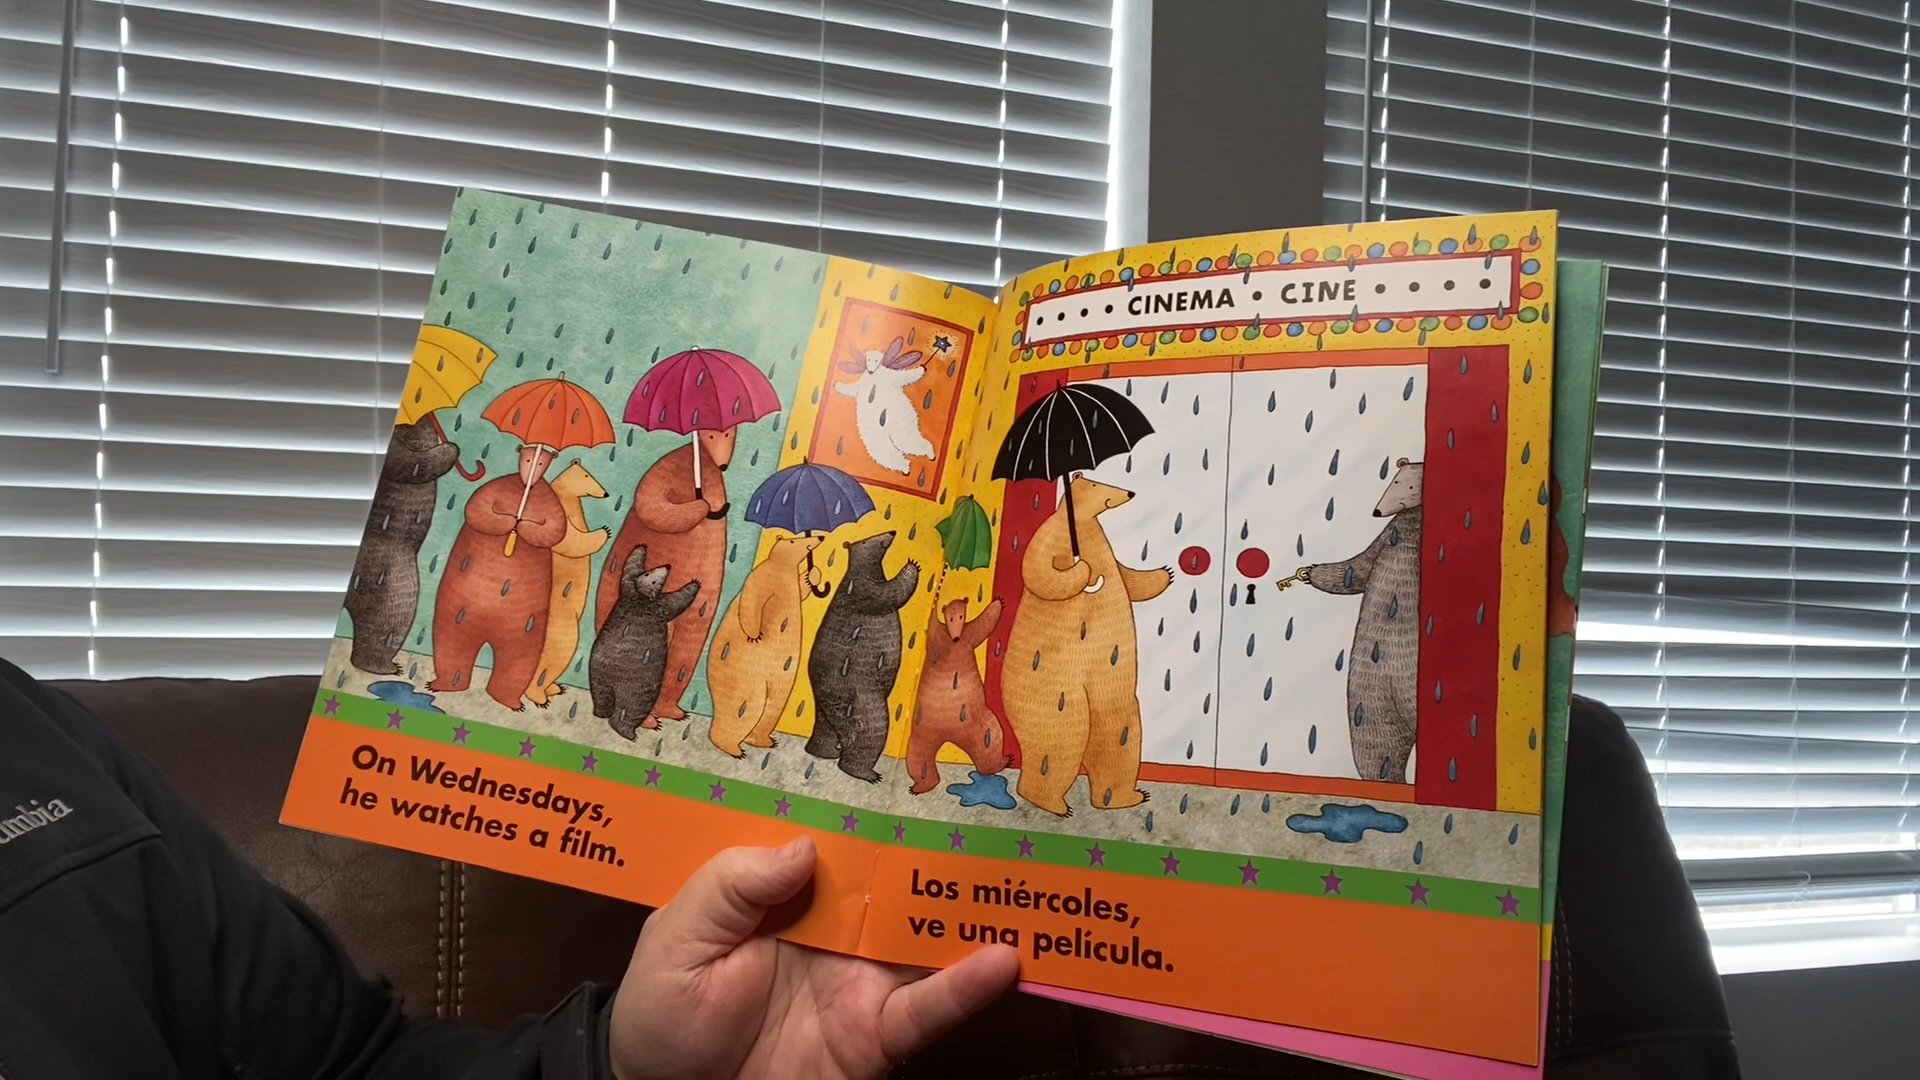 CINEMA • CINE
On Wednesdays,
he watches a film.
Los miércoles,
ve una película.